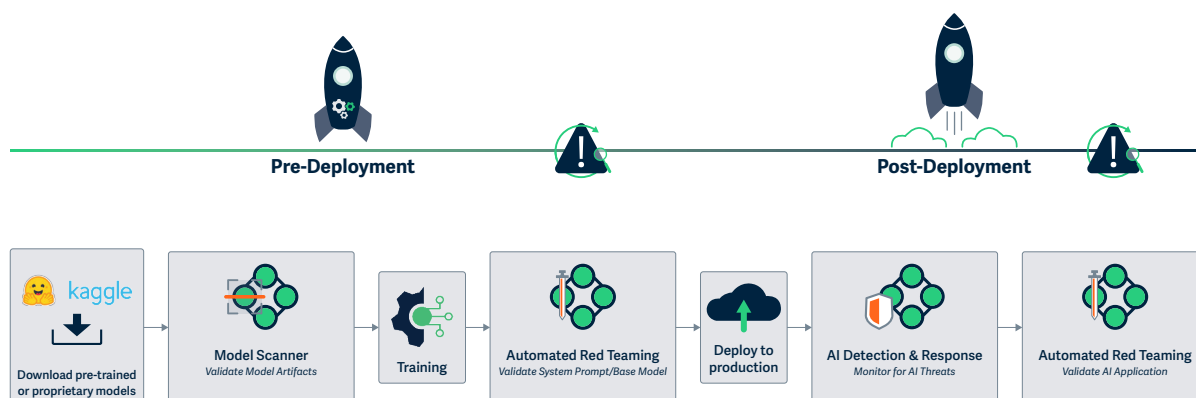 Pre-Deployment
Post-Deployment
kaggle
Download pre-trained
or proprietary models
Model Scanner
Validate Model Artifacts
Training
Automated Red Teaming
Validate System Prompt/Base Model
Deploy to
production
AI Detection & Response
Monitor for AI Threats
Automated Red Teaming
Validate AI Application